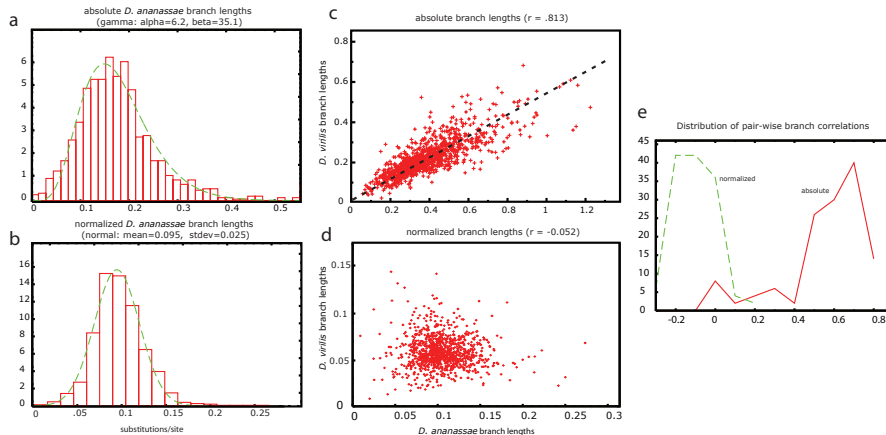 a
absolute D. ananassae branch lengths
(gamma: alpha=6.2, beta=35.1)
6
5
4
3
2
1
0
0 0.1 0.2 0.3 0.4 0.5
b
normalized D. ananassae branch lengths
(normal: mean=0.095, stdev=0.025)
16
14
12
10
8
6
4
2
0
0 0.05 0.1 0.15 0.2 0.25
substitutions/site
c
absolute branch lengths (r = .813)
D. virilis branch lengths
0.8
0.6
0.4
0.2
0
0 0.2 0.4 0.6 0.8 1.0 1.2
d
normalized branch lengths (r = -0.052)
D. virilis branch lengths
0.15
0.1
0.05
0
0 0.05 0.1 0.15 0.2 0.25 0.3
D. ananassae branch lengths
e
Distribution of pair-wise branch correlations
45
40
35
30
25
20
15
10
5
0
normalized
absolute
-0.2 0 0.2 0.4 0.6 0.8